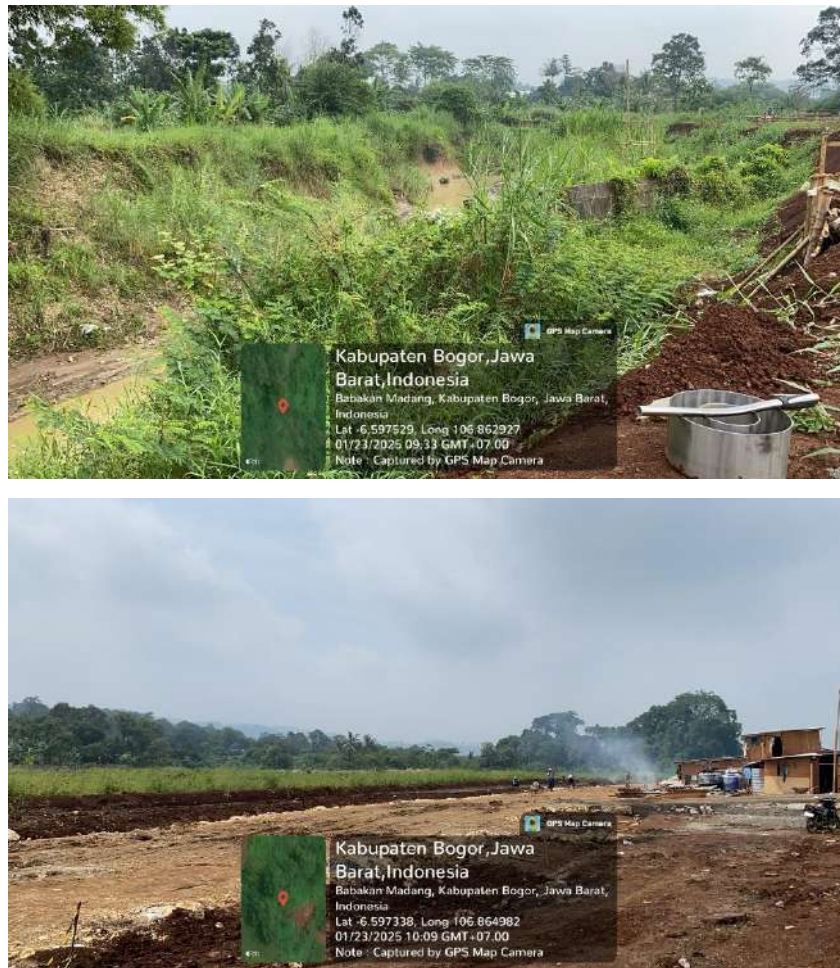 GPS Map Camera
Kabupaten Bogor,Jawa
Barat,Indonesia
Babakan Madang, Kabupaten Bogor, Jawa Barat,
Indonesia
Lat -6,597529, Long 106.862927
01/23/2025 09:33 GMT+07.00
Note : Captured by GPS Map Camera
GPS Map Camera
Kabupaten Bogor,Jawa
Barat,Indonesia
Babakan Madang, Kabupaten Bogor, Jawa Barat,
Indonesia
Lat -6.597338, Long 106.864982
01/23/2025 10:09 GMT+07.00
Note : Captured by GPS Map Camera